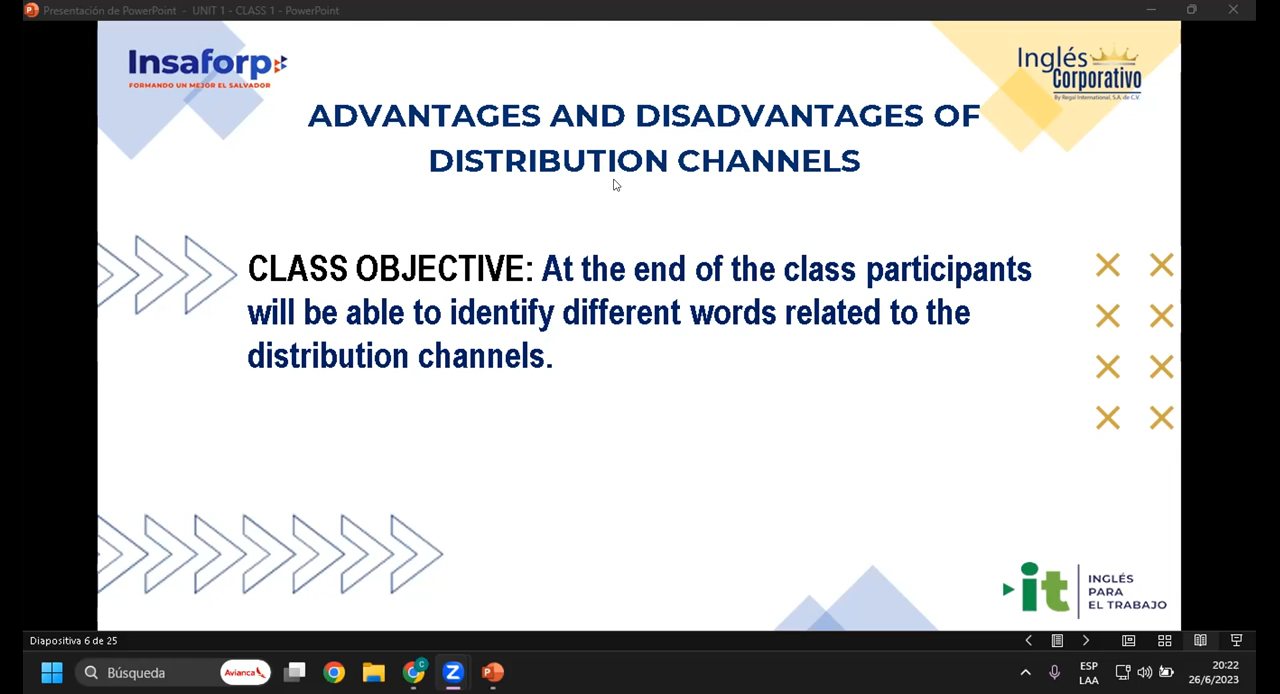 Presentación de PowerPoint - UNIT 1 - CLASS 1 - PowerPoint
Insaforp
FORMANDO UN MEJOR EL SALVADOR
Inglés
Corporativo
By Regal International, S.A. de C.V.
ADVANTAGES AND DISADVANTAGES OF
DISTRIBUTION CHANNELS
CLASS OBJECTIVE: At the end of the class participants
will be able to identify different words related to the
distribution channels.
it
INGLÉS
PARA
EL TRABAJO
Diapositiva 6 de 25
Búsqueda
Avianca
ESP
LAA
20:22
26/6/2023